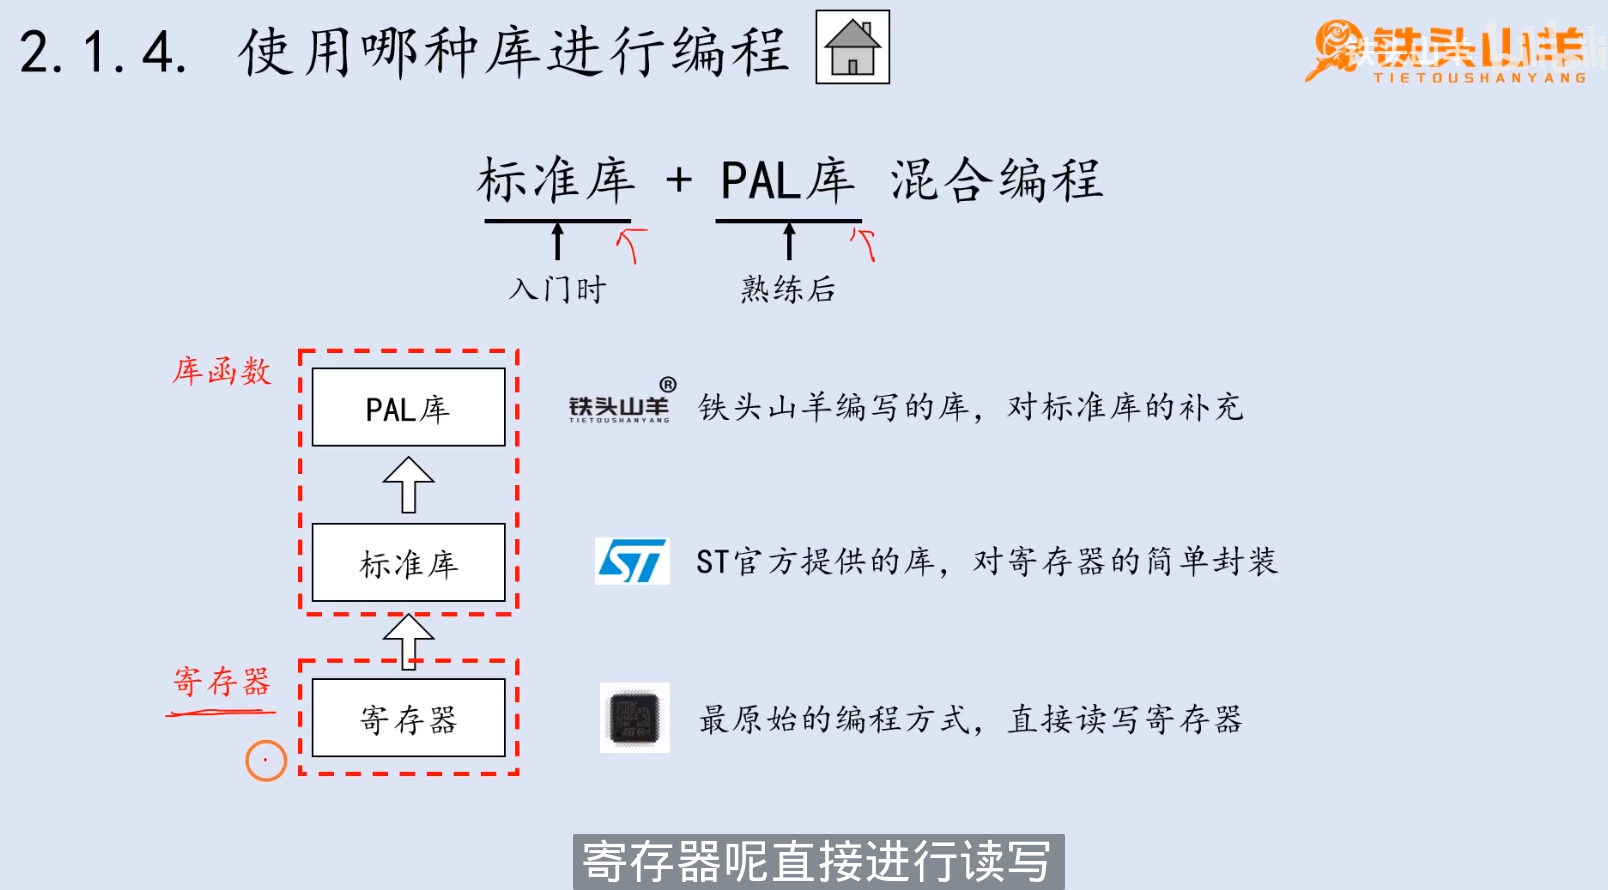 2.1.4. 使用哪种库进行编程
铁头山羊
TIETOUSHANYANG
标准库 + PAL库 混合编程
入门时
熟练后
库函数
PAL库
铁头山羊®
TIETOUSHANYANG
铁头山羊编写的库，对标准库的补充
标准库
ST
ST官方提供的库，对寄存器的简单封装
寄存器
寄存器
最原始的编程方式，直接读写寄存器
寄存器呢直接进行读写